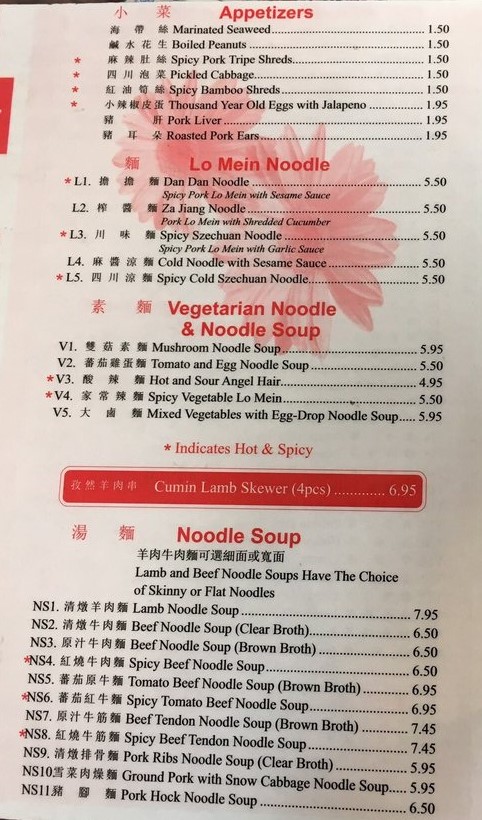 小 菜 Appetizers
海 帶 絲 Marinated Seaweed 1.50
鹹 水 花 生 Boiled Peanuts 1.50
* 麻 辣 肚 絲 Spicy Pork Tripe Shreds 1.50
* 四 川 泡 菜 Pickled Cabbage 1.50
* 紅 油 筍 絲 Spicy Bamboo Shreds 1.50
* 小辣椒皮蛋 Thousand Year Old Eggs with Jalapeno 1.95
豬 肝 Pork Liver 1.95
豬 耳 朵 Roasted Pork Ears 1.95
麵 Lo Mein Noodle
* L1. 擔 擔 麵 Dan Dan Noodle 5.50
Spicy Pork Lo Mein with Sesame Sauce
L2. 榨 醬 麵 Za Jiang Noodle 5.50
Pork Lo Mein with Shredded Cucumber
* L3. 川 味 麵 Spicy Szechuan Noodle 5.50
Spicy Pork Lo Mein with Garlic Sauce
L4. 麻 醬 涼 麵 Cold Noodle with Sesame Sauce 5.50
* L5. 四 川 涼 麵 Spicy Cold Szechuan Noodle 5.50
素 麵 Vegetarian Noodle
& Noodle Soup
V1. 雙 菇 素 麵 Mushroom Noodle Soup 5.95
V2. 蕃茄雞蛋麵 Tomato and Egg Noodle Soup 5.50
* V3. 酸 辣 麵 Hot and Sour Angel Hair 4.95
* V4. 家 常 辣 麵 Spicy Vegetable Lo Mein 5.50
V5. 大 鹵 麵 Mixed Vegetables with Egg-Drop Noodle Soup 5.95
* Indicates Hot & Spicy
孜然羊肉串 Cumin Lamb Skewer (4pcs) 6.95
湯 麵 Noodle Soup
羊肉牛肉麵可選細面或寬面
Lamb and Beef Noodle Soups Have The Choice
of Skinny or Flat Noodles
NS1. 清燉羊肉麵 Lamb Noodle Soup 7.95
NS2. 清燉牛肉麵 Beef Noodle Soup (Clear Broth) 6.50
NS3. 原汁牛肉麵 Beef Noodle Soup (Brown Broth) 6.50
* NS4. 紅燒牛肉麵 Spicy Beef Noodle Soup 6.50
NS5. 蕃茄原牛麵 Tomato Beef Noodle Soup (Brown Broth) 6.95
* NS6. 蕃茄紅牛麵 Spicy Tomato Beef Noodle Soup 6.95
NS7. 原汁牛筋麵 Beef Tendon Noodle Soup (Brown Broth) 7.45
* NS8. 紅燒牛筋麵 Spicy Beef Tendon Noodle Soup 7.45
NS9. 清燉排骨麵 Pork Ribs Noodle Soup (Clear Broth) 5.95
NS10 雪菜肉燥麵 Ground Pork with Snow Cabbage Noodle Soup 5.95
NS11 豬 腳 麵 Pork Hock Noodle Soup 6.50